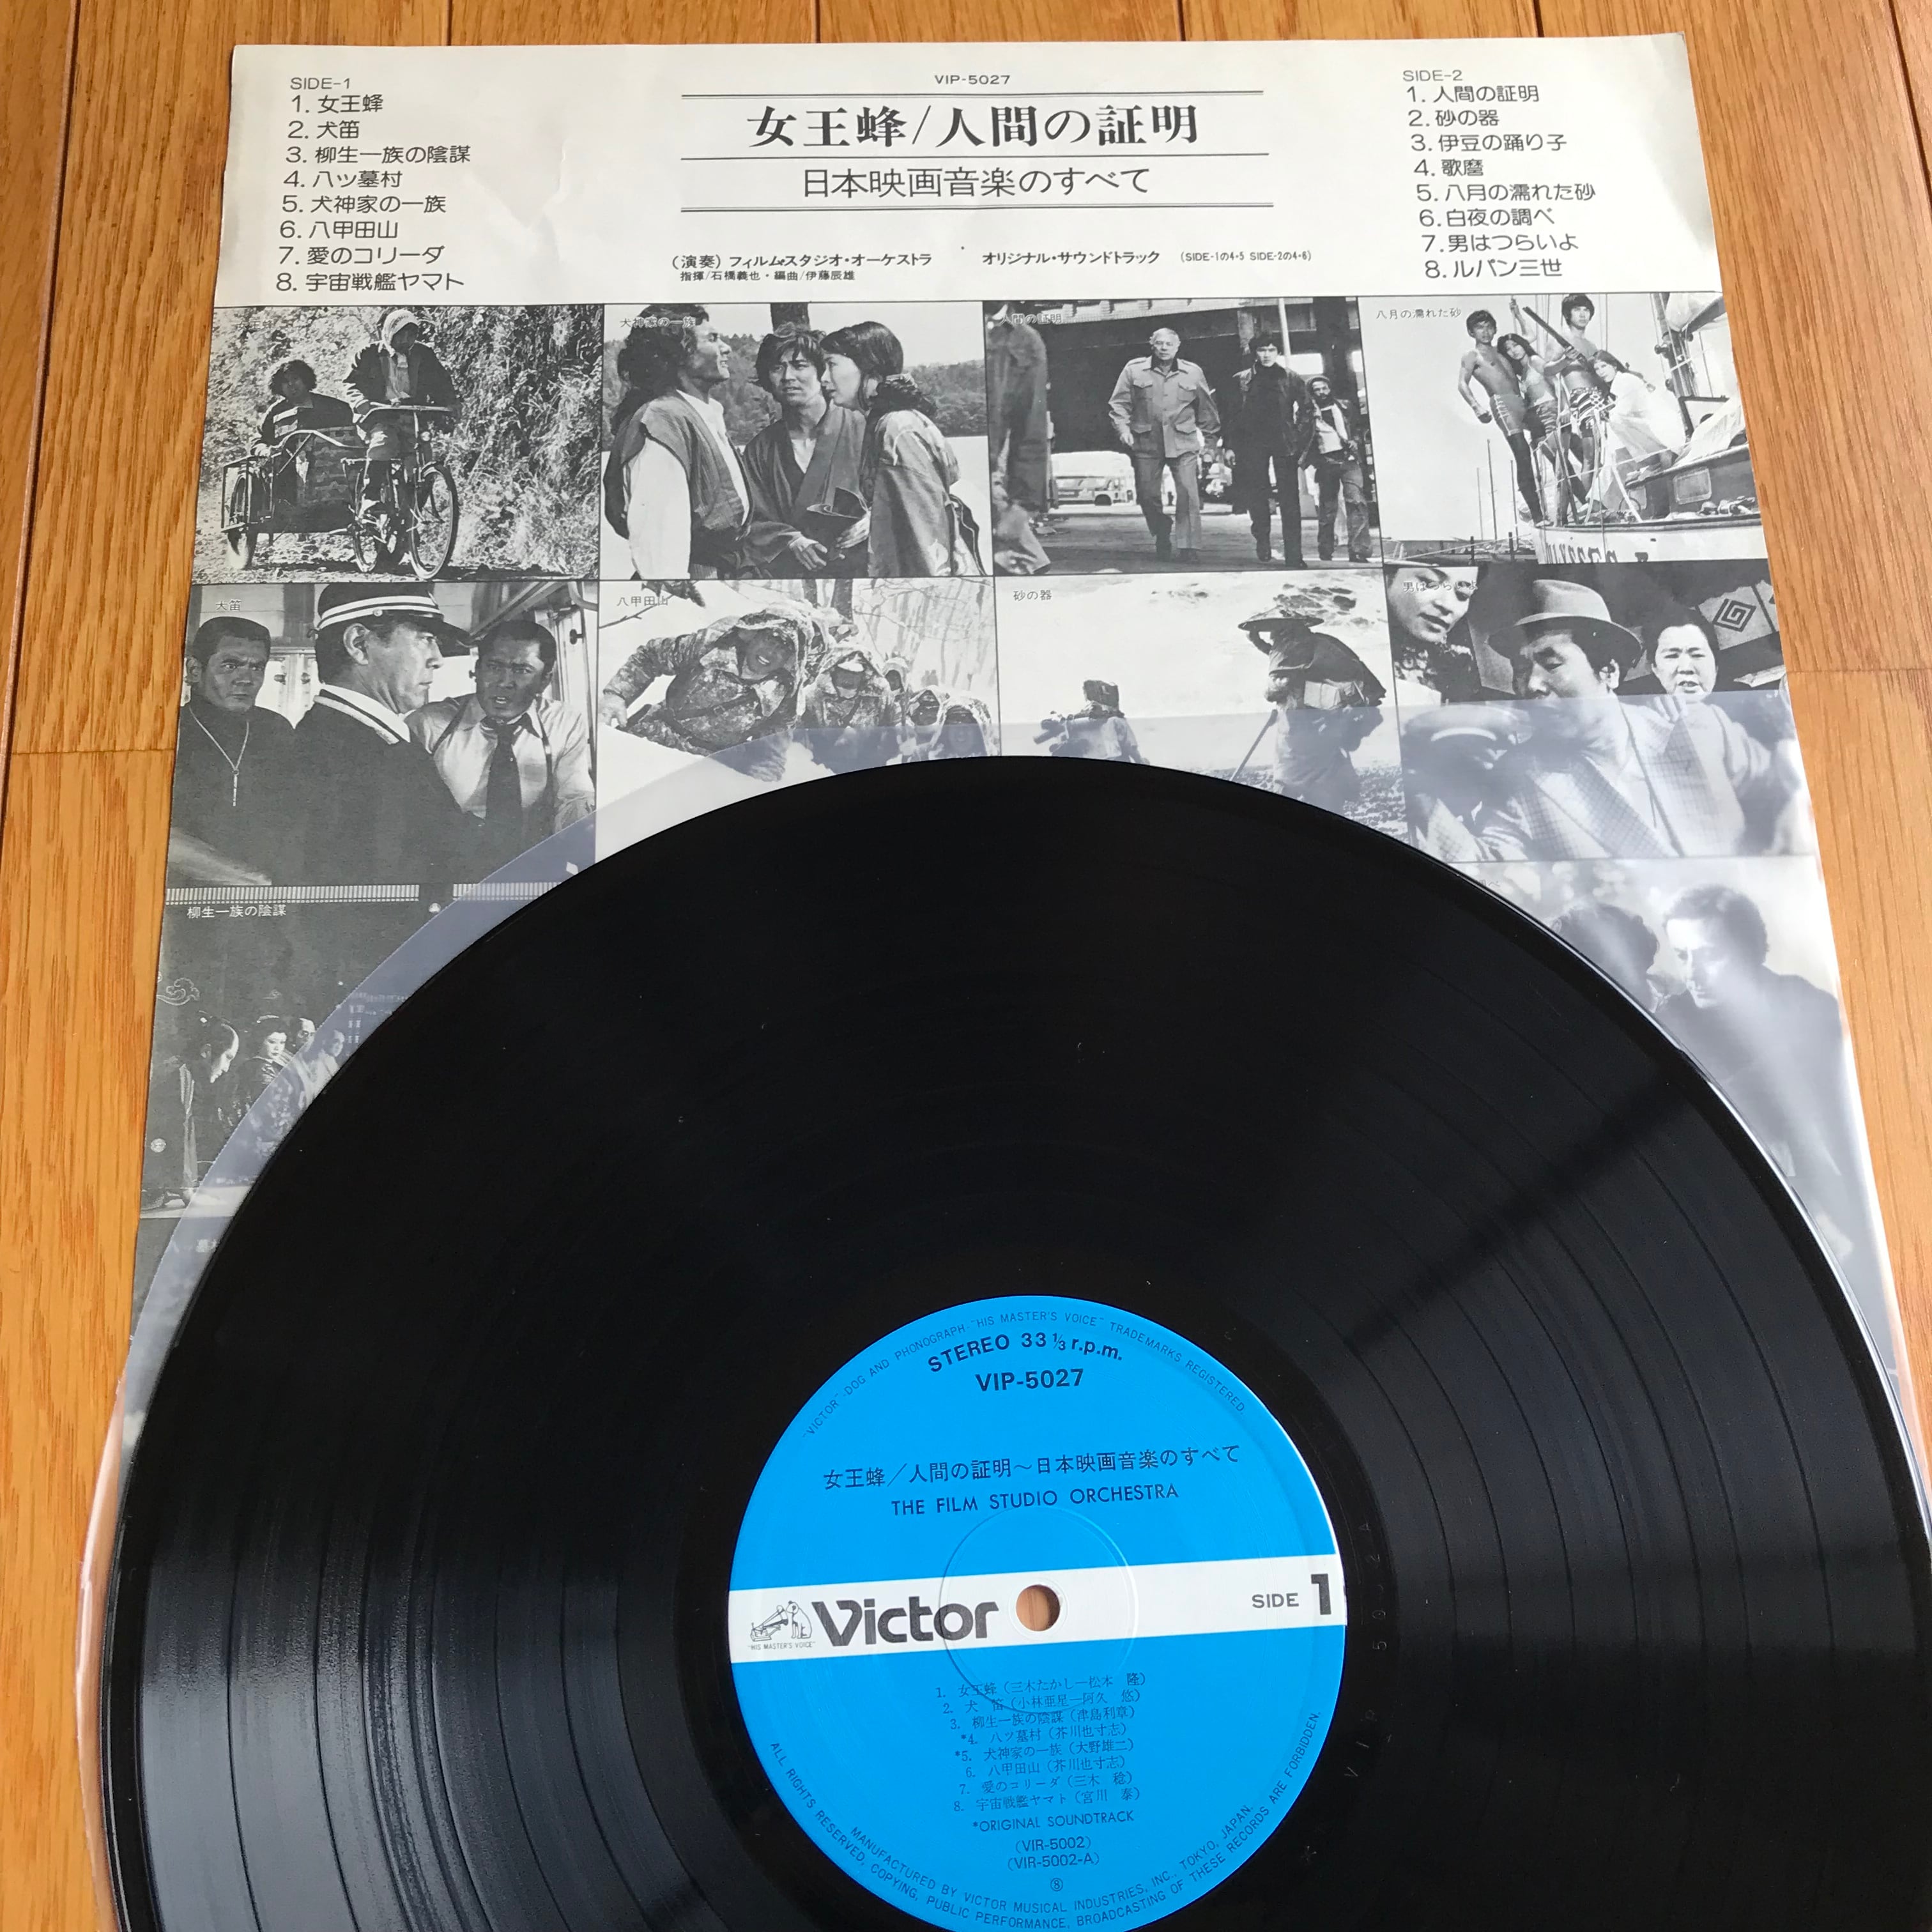 VIP-5027
女王蜂/人間の証明
日本映画音楽のすべて
(演奏) フィルム・スタジオ・オーケストラ
指揮/石橋義也・編曲/伊藤辰雄
オリジナル・サウンドトラック (SIDE-1の4・5 SIDE-2の4・6)
SIDE-1
1. 女王蜂
2. 犬笛
3. 柳生一族の陰謀
4. 八ッ墓村
5. 犬神家の一族
6. 八甲田山
7. 愛のコリーダ
8. 宇宙戦艦ヤマト
SIDE-2
1. 人間の証明
2. 砂の器
3. 伊豆の踊り子
4. 歌麿
5. 八月の濡れた砂
6. 白夜の調べ
7. 男はつらいよ
8. ルパン三世
犬神家の一族
人間の証明
八月の濡れた砂
犬笛
八甲田山
砂の器
男はつらいよ
柳生一族の陰謀
"VICTOR"-DOG AND PHONOGRAPH-"HIS MASTER'S VOICE" TRADEMARKS REGISTERED.
STEREO 33 1/3 r.p.m.
VIP-5027
女王蜂／人間の証明～日本映画音楽のすべて
THE FILM STUDIO ORCHESTRA
"HIS MASTER'S VOICE"
Victor
SIDE 1
1. 女王蜂 (三木たかし—松本 隆)
2. 犬 笛 (小林亜星—阿久 悠)
3. 柳生一族の陰謀 (津島利章)
*4. 八ツ墓村 (芥川也寸志)
*5. 犬神家の一族 (大野雄二)
6. 八甲田山 (芥川也寸志)
7. 愛のコリーダ (三木 稔)
8. 宇宙戦艦ヤマト (宮川 泰)
*ORIGINAL SOUNDTRACK
(VIR-5002)
(VIR-5002-A)
⑧
MANUFACTURED BY VICTOR MUSICAL INDUSTRIES, INC., TOKYO, JAPAN.
ALL RIGHTS RESERVED, COPYING, PUBLIC PERFORMANCE, BROADCASTING OF THESE RECORDS ARE FORBIDDEN.